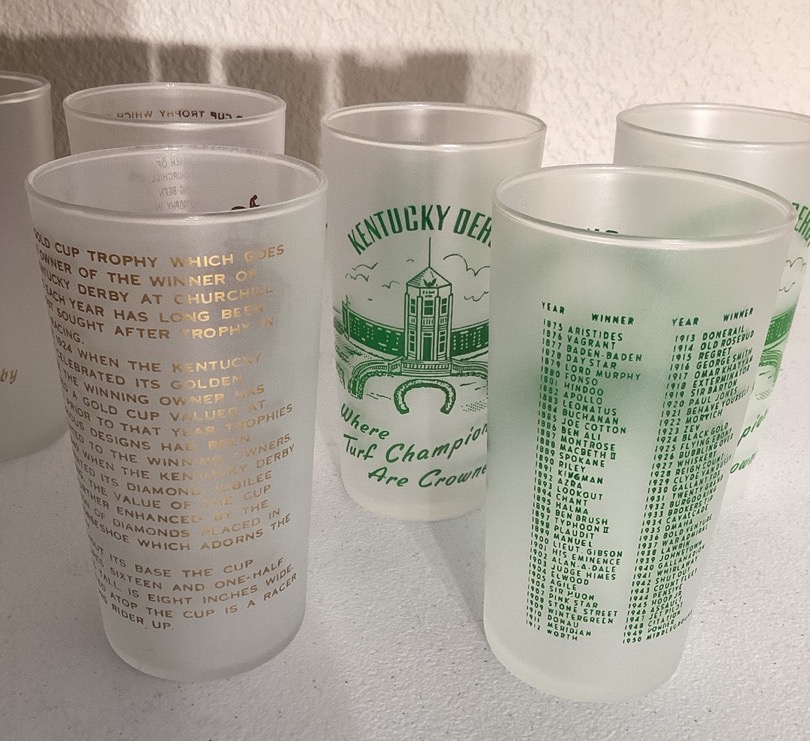 CUP TROPHY WHICH
OLD CUP TROPHY WHICH GOES
OWNER OF THE WINNER OF
TUCKY DERBY AT CHURCHILL
EACH YEAR HAS LONG BEEN
T SOUGHT AFTER TROPHY IN
RACING.
1924 WHEN THE KENTUCKY
CELEBRATED ITS GOLDEN
THE WINNING OWNER WAS
A GOLD CUP VALUED AT
PRIOR TO THAT YEAR TROPHIES
OUS DESIGNS HAD BEEN
TED TO THE WINNING OWNERS.
WHEN THE KENTUCKY DERBY
TED ITS DIAMOND JUBILEE
THE VALUE OF THE CUP
THER ENHANCED BY THE
OF DIAMONDS PLACED IN
SESHOE WHICH ADORNS THE
OUT ITS BASE THE CUP
S SIXTEEN AND ONE-HALF
TALL, IS EIGHT INCHES WIDE
ATOP THE CUP IS A RACER
RIDER UP.
by
KENTUCKY DER
Where
Turf Champion
Are Crowne
YEAR WINNER
1875 ARISTIDES
1876 VAGRANT
1877 BADEN-BADEN
1878 DAY STAR
1879 LORD MURPHY
1880 FONSO
1881 HINDOO
1882 APOLLO
1883 LEONATUS
1884 BUCHANAN
1885 JOE COTTON
1886 BEN ALI
1887 MONTROSE
1888 MACBETH II
1889 SPOKANE
1890 RILEY
1891 KINGMAN
1892 AZRA
1893 LOOKOUT
1894 CHANT
1895 HALMA
1896 BEN BRUSH
1897 TYPHOON II
1898 PLAUDIT
1899 MANUEL
1900 LIEUT. GIBSON
1901 HIS EMINENCE
1902 ALAN-A-DALE
1903 JUDGE HIMES
1904 ELWOOD
1905 AGILE
1906 SIR HUON
1907 PINK STAR
1908 STONE STREET
1909 WINTERGREEN
1910 DONAU
1911 MERIDIAN
1912 WORTH
YEAR WINNER
1913 DONERAIL
1914 OLD ROSEBUD
1915 REGRET
1916 GEORGE SMITH
1917 OMAR KHAYYAM
1918 EXTERMINATOR
1919 SIR BARTON
1920 PAUL JONES
1921 BEHAVE YOURSELF
1922 MORVICH
1923 ZEV
1924 BLACK GOLD
1925 FLYING EBONY
1926 BUBBLING OVER
1927 WHISKERY
1928 REIGH COUNT
1929 CLYDE VAN DUSEN
1930 GALLANT FOX
1931 TWENTY GRAND
1932 BURGOO KING
1933 BROKERS TIP
1934 CAVALCADE
1935 OMAHA
1936 BOLD VENTURE
1937 WAR ADMIRAL
1938 LAWRIN
1939 JOHNSTOWN
1940 GALLAHADION
1941 WHIRLAWAY
1942 SHUT OUT
1943 COUNT FLEET
1944 PENSIVE
1945 HOOP JR.
1946 ASSAULT
1947 JET PILOT
1948 CITATION
1949 PONDER
1950 MIDDLEGROUND